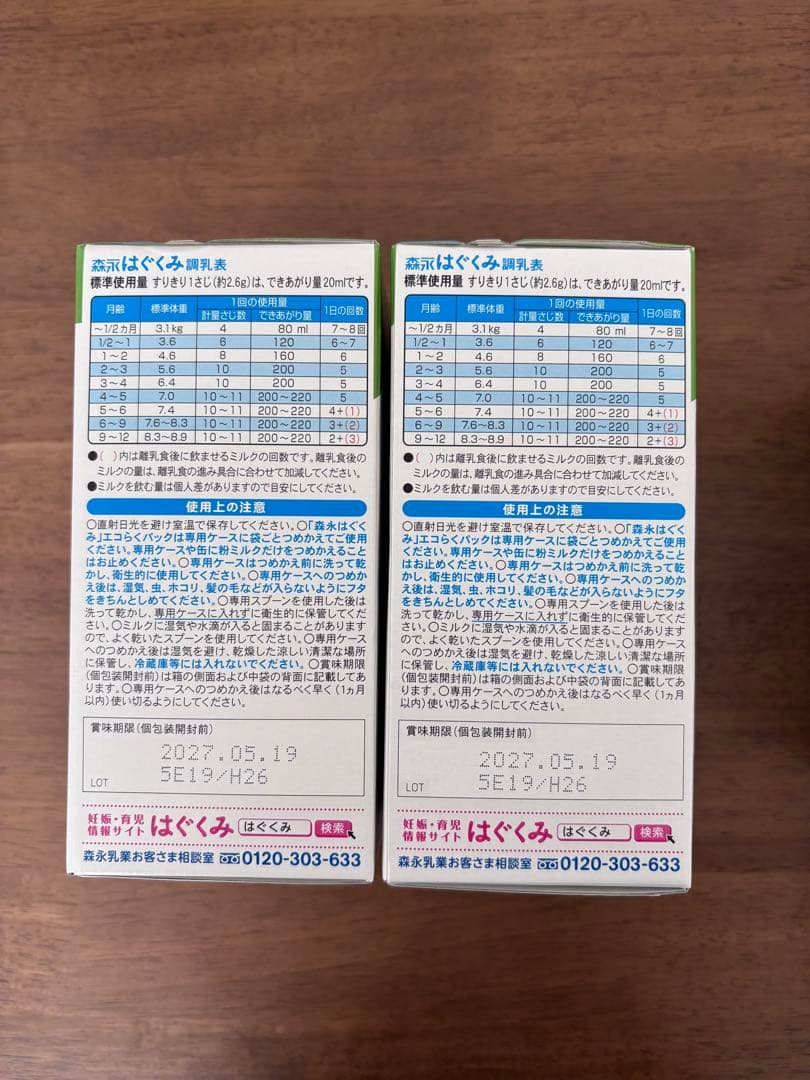 森永はぐくみ調乳表
標準使用量 すりきり1さじ(約2.6g)は、できあがり量20mlです。
月齢 標準体重 1回の使用量 1日の回数
計量さじ数 できあがり量
～1/2ヵ月 3.1kg 4 80 ml 7～8回
1/2～1 3.6 6 120 6～7
1～2 4.6 8 160 6
2～3 5.6 10 200 5
3～4 6.4 10 200 5
4～5 7.0 10～11 200～220 5
5～6 7.4 10～11 200～220 4+(1)
6～9 7.6～8.3 10～11 200～220 3+(2)
9～12 8.3～8.9 10～11 200～220 2+(3)
●( )内は離乳食後に飲ませるミルクの回数です。離乳食後の
ミルクの量は、離乳食の進み具合に合わせて加減してください。
●ミルクを飲む量は個人差がありますので目安にしてください。
使用上の注意
○直射日光を避け室温で保存してください。○「森永はぐく
み」エコらくパックは専用ケースに袋ごとつめかえてご使用
ください。専用ケースや缶に粉ミルクだけをつめかえること
はお止めください。○専用ケースはつめかえ前に洗って乾
かし、衛生的に使用してください。○専用ケースへのつめか
え後は、湿気、虫、ホコリ、髪の毛などが入らないようにフタ
をきちんとしめてください。○専用スプーンを使用した後は
洗って乾かし、専用ケースに入れずに衛生的に保管してくだ
さい。○ミルクに湿気や水滴が入ると固まることがあります
ので、よく乾いたスプーンを使用してください。○専用ケース
へのつめかえ後は湿気を避け、乾燥した涼しい清潔な場所
に保管し、冷蔵庫等には入れないでください。○賞味期限
(個包装開封前)は箱の側面および中袋の背面に記載してあ
ります。○専用ケースへのつめかえ後はなるべく早く(1ヵ月
以内)使い切るようにしてください。
賞味期限(個包装開封前)
2027.05.19
LOT 5E19/H26
妊娠・育児
情報サイト はぐくみ はぐくみ 検索
森永乳業お客さま相談室 0120-303-633
森永はぐくみ調乳表
標準使用量 すりきり1さじ(約2.6g)は、できあがり量20mlです。
月齢 標準体重 1回の使用量 1日の回数
計量さじ数 できあがり量
～1/2ヵ月 3.1kg 4 80 ml 7～8回
1/2～1 3.6 6 120 6～7
1～2 4.6 8 160 6
2～3 5.6 10 200 5
3～4 6.4 10 200 5
4～5 7.0 10～11 200～220 5
5～6 7.4 10～11 200～220 4+(1)
6～9 7.6～8.3 10～11 200～220 3+(2)
9～12 8.3～8.9 10～11 200～220 2+(3)
●( )内は離乳食後に飲ませるミルクの回数です。離乳食後の
ミルクの量は、離乳食の進み具合に合わせて加減してください。
●ミルクを飲む量は個人差がありますので目安にしてください。
使用上の注意
○直射日光を避け室温で保存してください。○「森永はぐく
み」エコらくパックは専用ケースに袋ごとつめかえてご使用
ください。専用ケースや缶に粉ミルクだけをつめかえること
はお止めください。○専用ケースはつめかえ前に洗って乾
かし、衛生的に使用してください。○専用ケースへのつめか
え後は、湿気、虫、ホコリ、髪の毛などが入らないようにフタ
をきちんとしめてください。○専用スプーンを使用した後は
洗って乾かし、専用ケースに入れずに衛生的に保管してくだ
さい。○ミルクに湿気や水滴が入ると固まることがあります
ので、よく乾いたスプーンを使用してください。○専用ケース
へのつめかえ後は湿気を避け、乾燥した涼しい清潔な場所
に保管し、冷蔵庫等には入れないでください。○賞味期限
(個包装開封前)は箱の側面および中袋の背面に記載してあ
ります。○専用ケースへのつめかえ後はなるべく早く(1ヵ月
以内)使い切るようにしてください。
賞味期限(個包装開封前)
2027.05.19
LOT 5E19/H26
妊娠・育児
情報サイト はぐくみ はぐくみ 検索
森永乳業お客さま相談室 0120-303-633